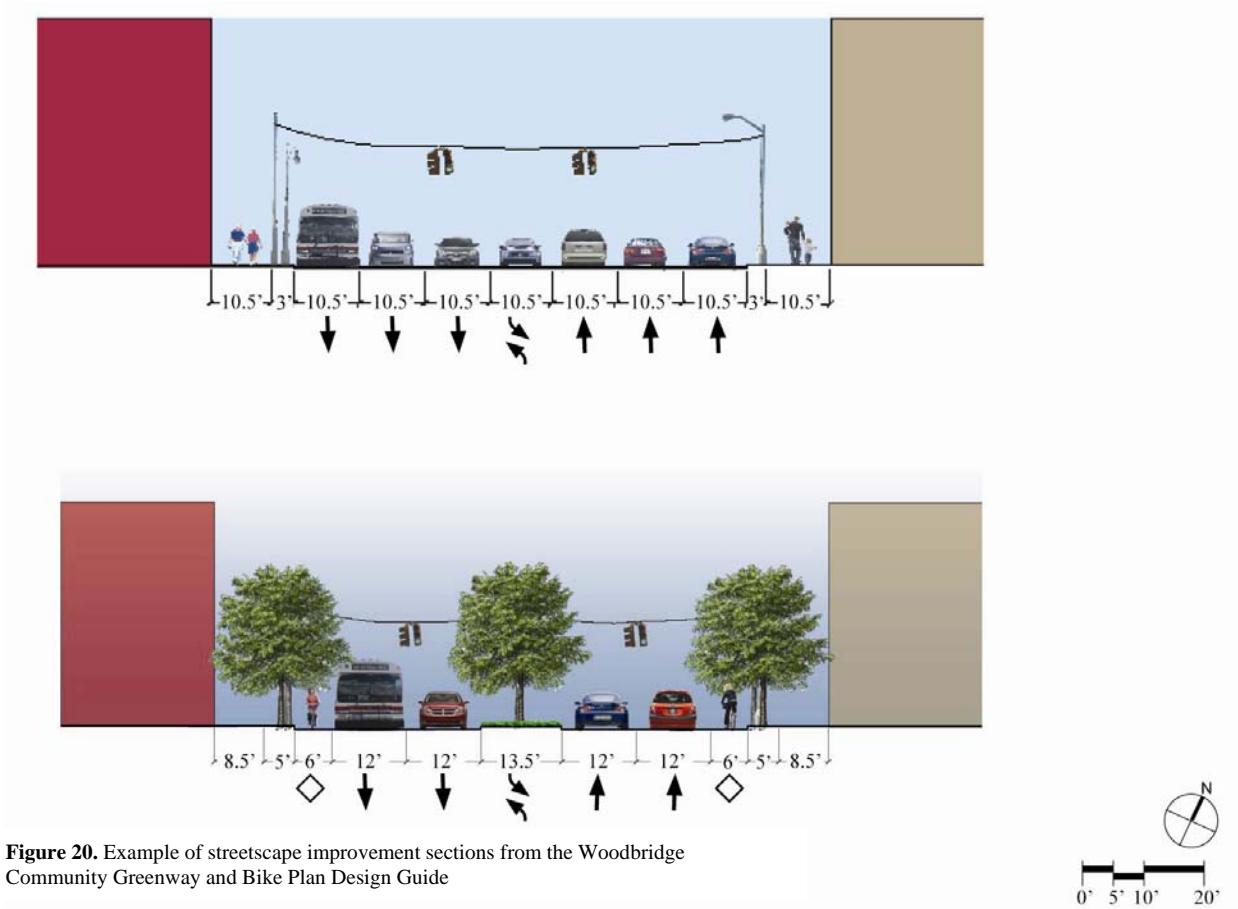 10.5' 3' 10.5' 10.5' 10.5' 10.5' 10.5' 10.5' 10.5' 3' 10.5'
8.5' 5' 6' 12' 12' 13.5' 12' 12' 6' 5' 8.5'
N
Figure 20. Example of streetscape improvement sections from the Woodbridge
Community Greenway and Bike Plan Design Guide
0' 5' 10' 20'